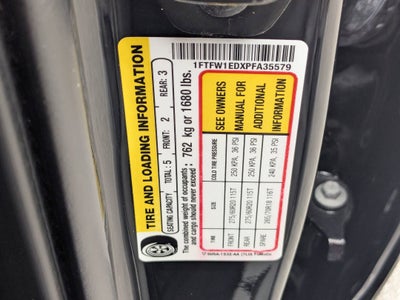 1FTFW1EDXPFA35579
TIRE AND LOADING INFORMATION
SEATING CAPACITY TOTAL: 5 FRONT: 2 REAR: 3
The combined weight of occupants
and cargo should never exceed: 762 kg or 1680 lbs.
TIRE SIZE COLD TIRE PRESSURE SEE OWNERS
FRONT 275/60R20 115T 250 KPA, 36 PSI MANUAL FOR
REAR 275/60R20 115T 250 KPA, 36 PSI ADDITIONAL
SPARE 265/70R18 116T 240 KPA, 35 PSI INFORMATION